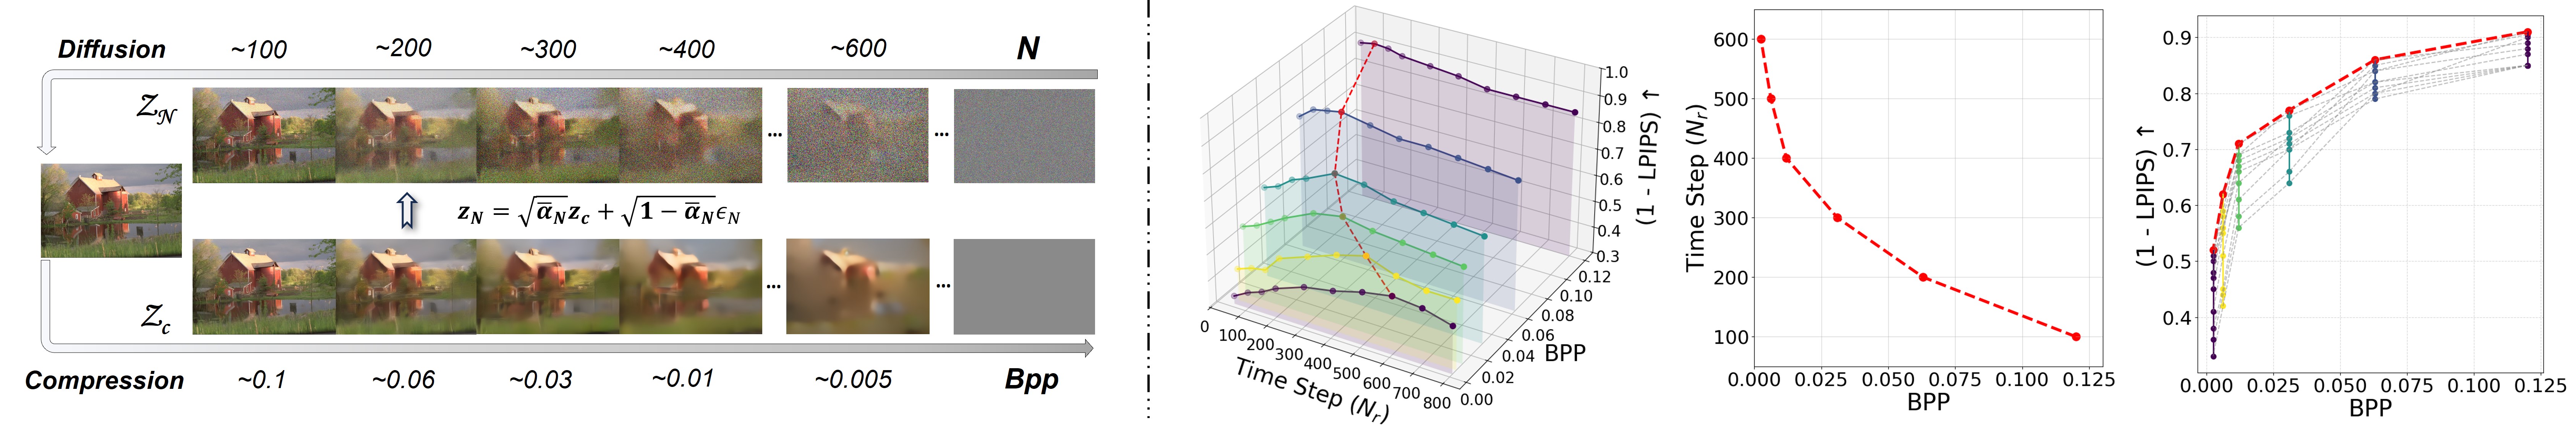 Diffusion ~100 ~200 ~300 ~400 ~600 N
𝒵_𝒩
... ...
z_N = √ᾱ_N z_c + √1 − ᾱ_N ϵ_N
𝒵_c
... ...
Compression ~0.1 ~0.06 ~0.03 ~0.01 ~0.005 Bpp
1.0
0.9
0.8
0.7
0.6
0.5
0.4
0.3
(1 - LPIPS) ↑
0.12
0.10
0.08
0.06
0.04
0.02
0.00
BPP
0
100
200
300
400
500
600
700
800
Time Step (N_r)
Time Step (N_r)
600
500
400
300
200
100
0.000 0.025 0.050 0.075 0.100 0.125
BPP
(1 - LPIPS) ↑
0.9
0.8
0.7
0.6
0.5
0.4
0.000 0.025 0.050 0.075 0.100 0.125
BPP